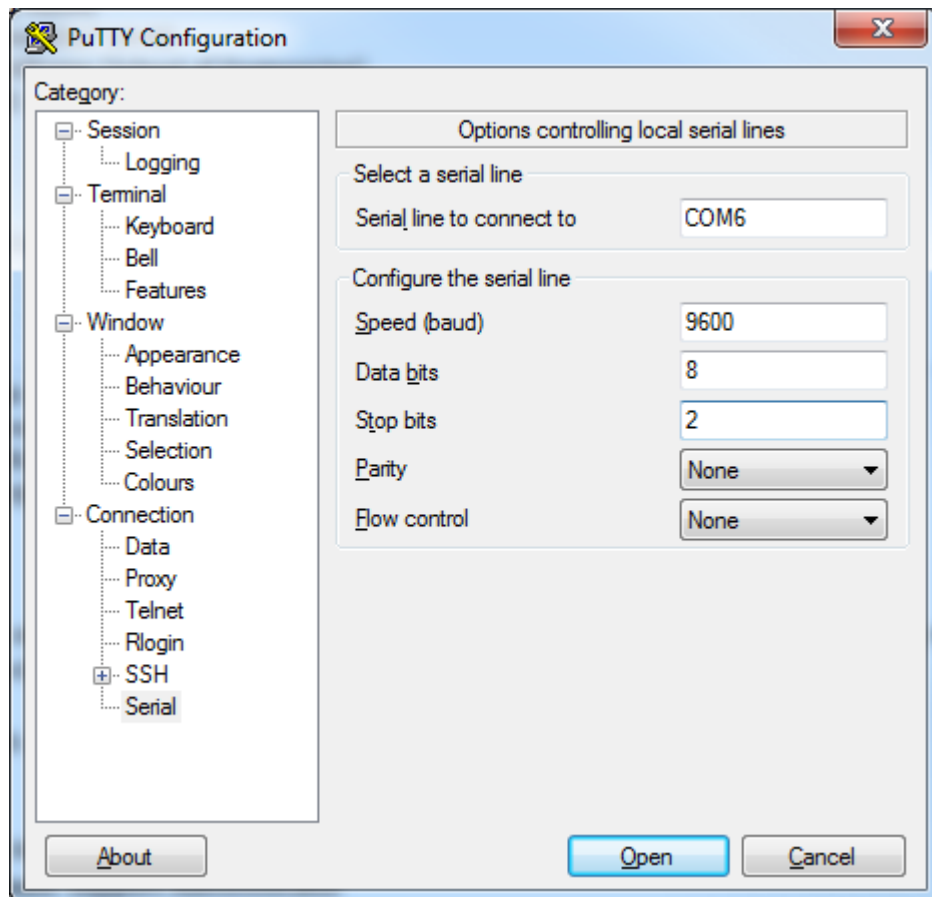 PuTTY Configuration
Category:
Session
Logging
Terminal
Keyboard
Bell
Features
Window
Appearance
Behaviour
Translation
Selection
Colours
Connection
Data
Proxy
Telnet
Rlogin
SSH
Serial
Options controlling local serial lines
Select a serial line
Serial line to connect to COM6
Configure the serial line
Speed (baud) 9600
Data bits 8
Stop bits 2
Parity None
Flow control None
About Open Cancel